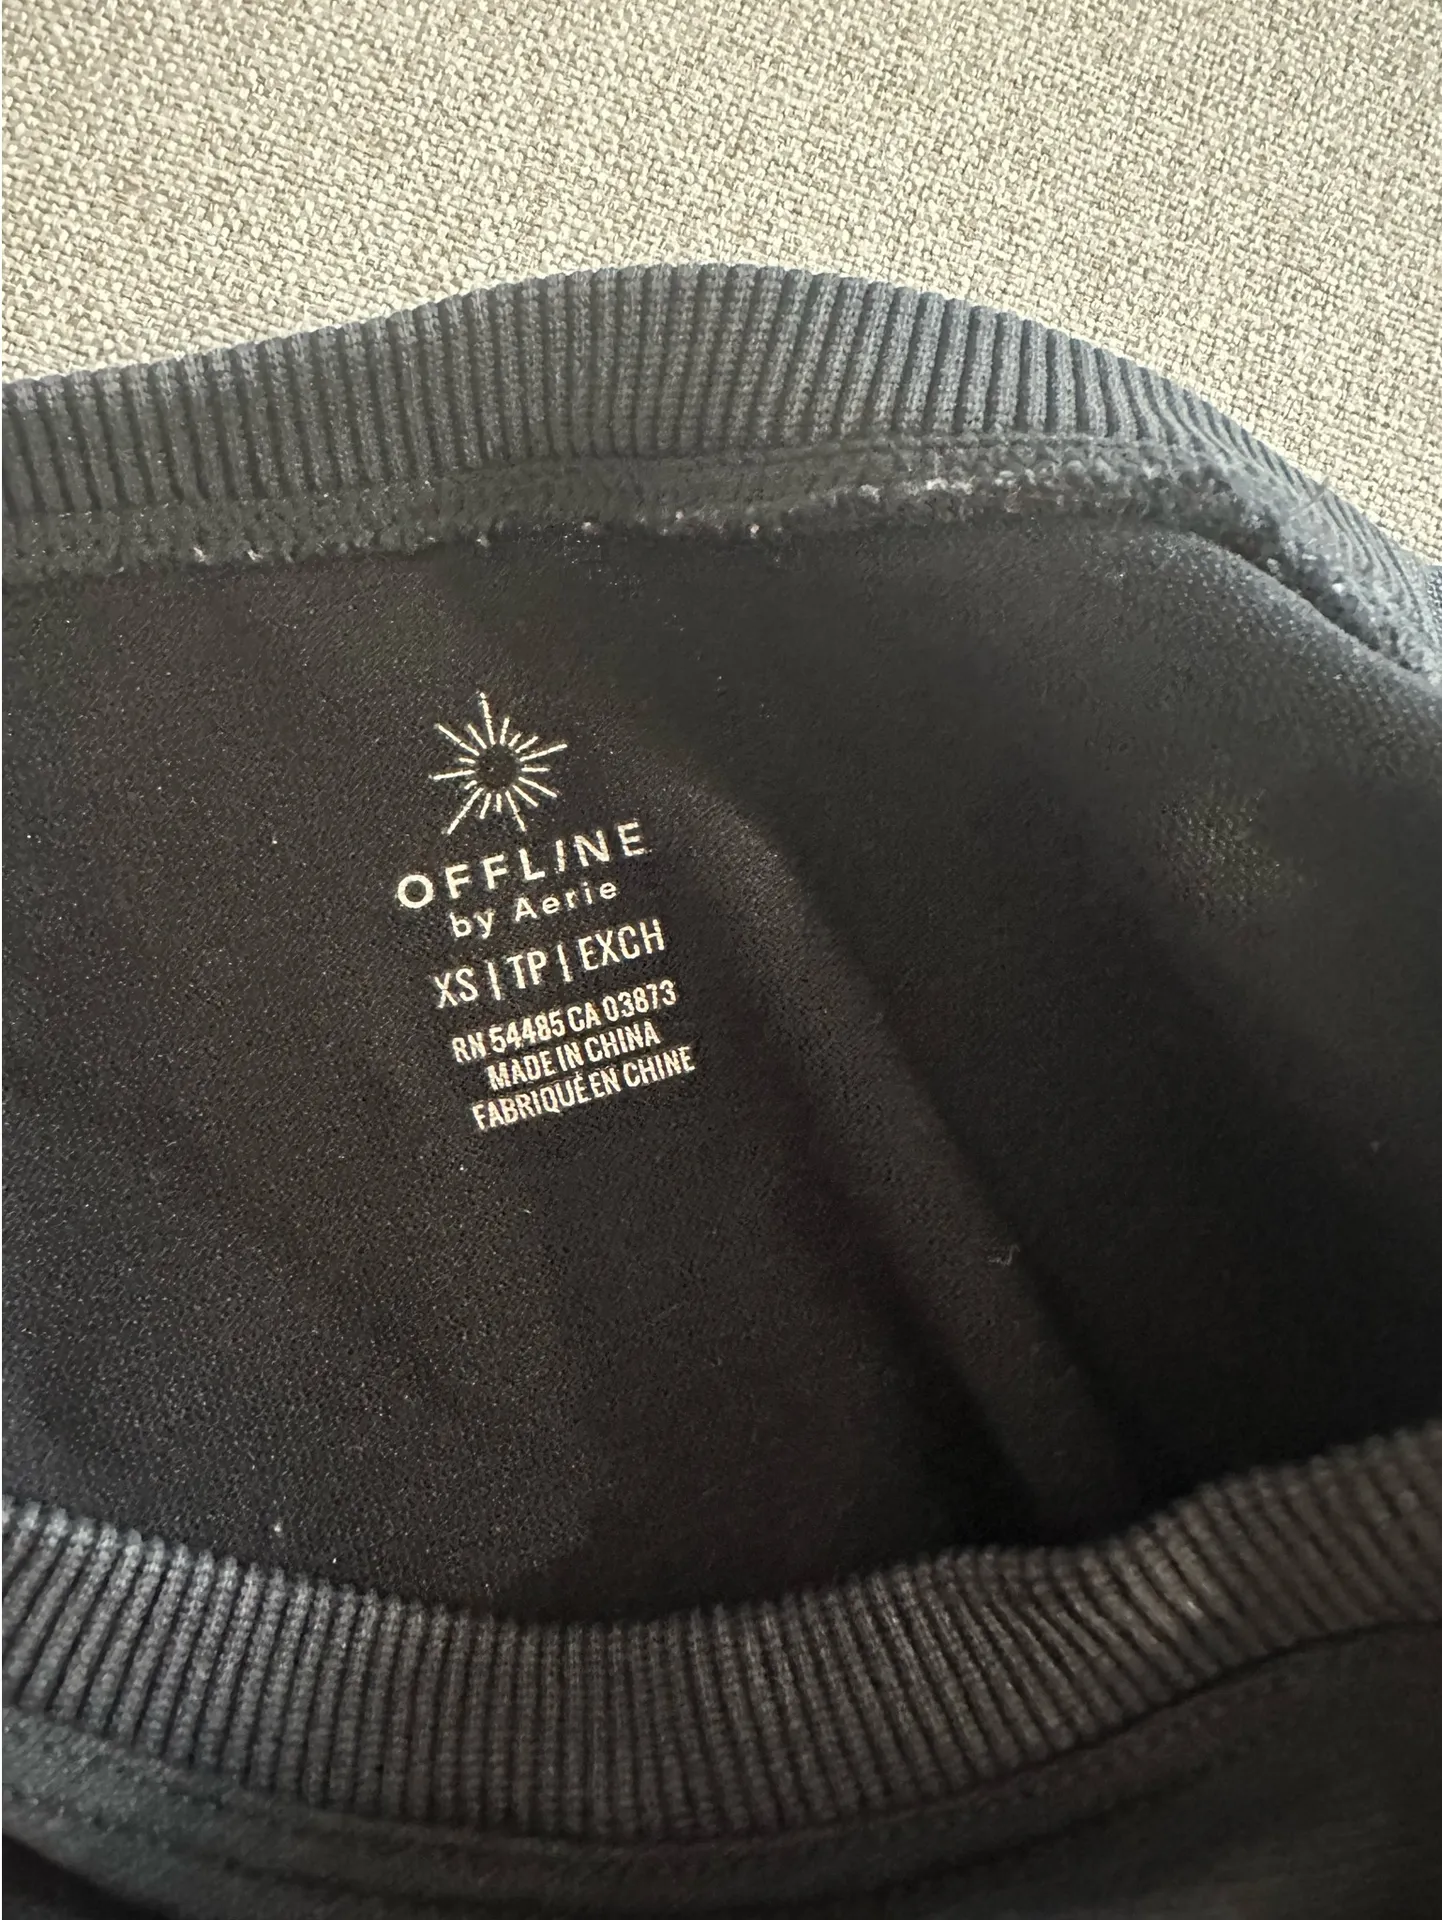 OFFLINE
by Aerie
XS | TP | EXCH
RN 54485 CA 03873
MADE IN CHINA
FABRIQUÉ EN CHINE